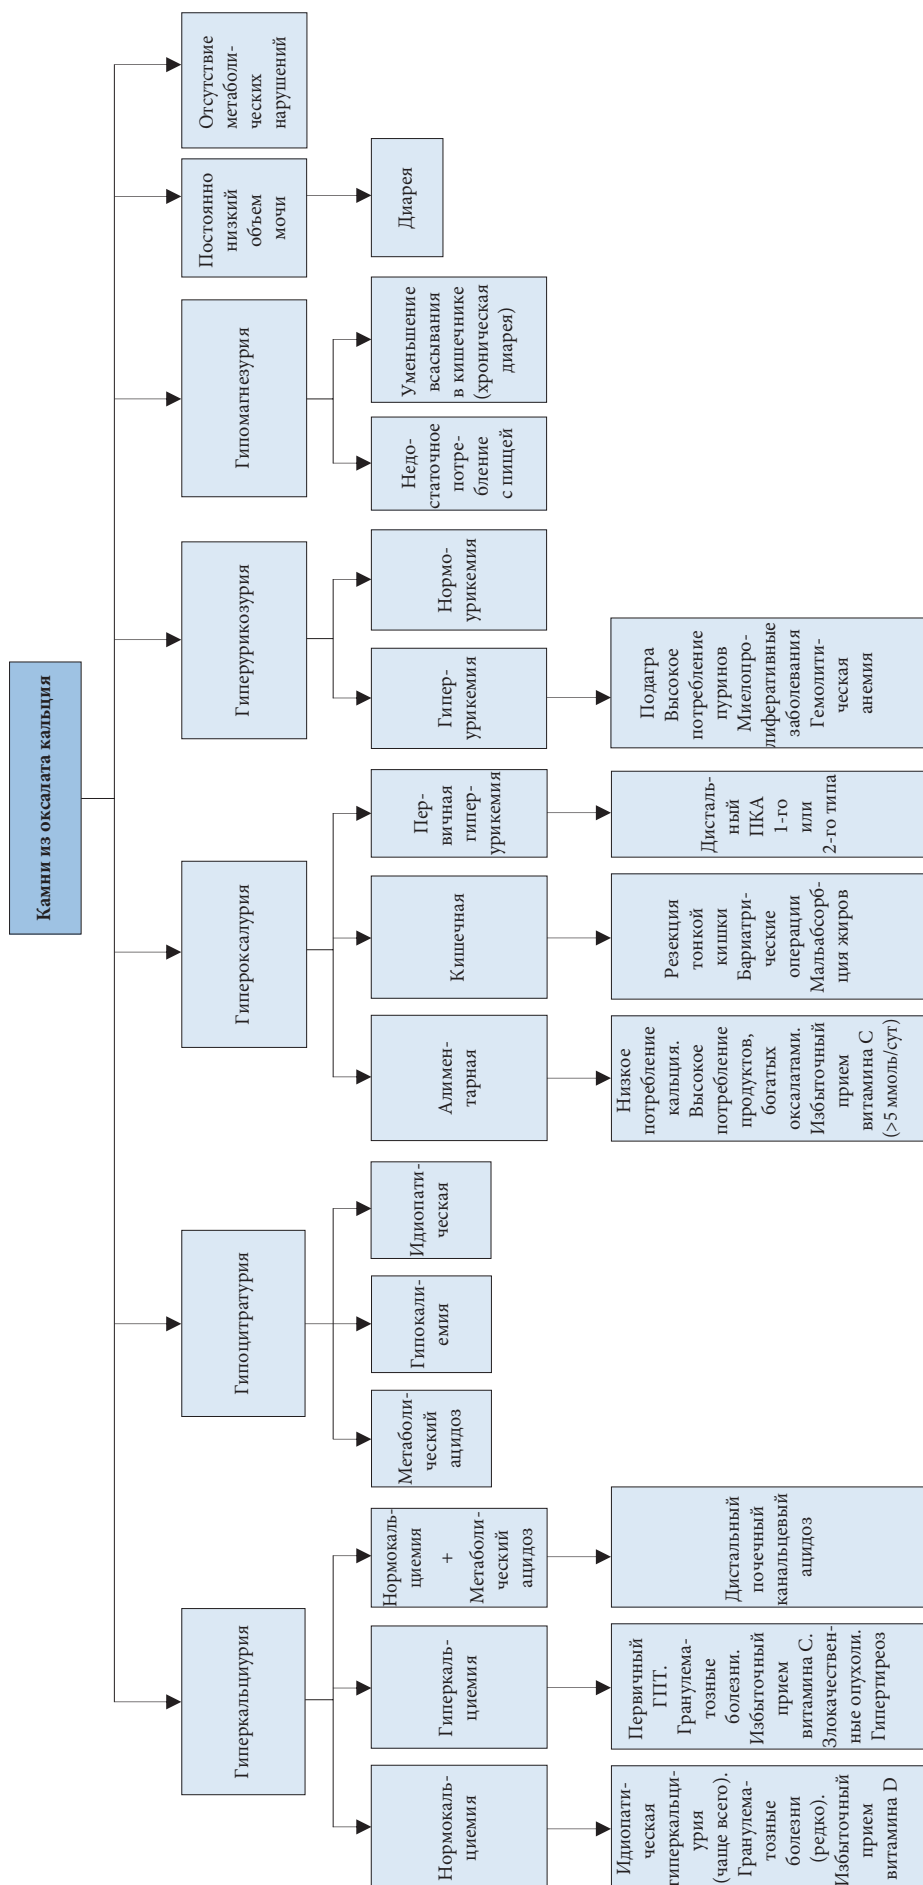 Камни из оксалата кальция
Гиперкальциурия
Гипоцитратурия
Гипероксалурия
Гиперурикозурия
Гипомагнезурия
Постоянно
низкий
объем
мочи
Отсутствие
метаболи-
ческих
нарушений
Нормокаль-
циемия
Гиперкаль-
циемия
Нормокаль-
циемия
+
Метаболи-
ческий
ацидоз
Метаболи-
ческий
ацидоз
Гипокали-
емия
Идиопати-
ческая
Алимен-
тарная
Кишечная
Пер-
вичная
гипер-
урикемия
Гипер-
урикемия
Нормо-
урикемия
Недо-
статочное
потре-
бление
с пищей
Уменьшение
всасывания
в кишечнике
(хроническая
диарея)
Диарея
Идиопати-
ческая
гиперкальци-
урия
(чаще всего).
Гранулема-
тозные
болезни
(редко).
Избыточный
прием
витамина D
Первичный
ГПТ.
Гранулема-
тозные
болезни.
Избыточный
прием
витамина С.
Злокачествен-
ные опухоли.
Гипертиреоз
Дистальный
почечный
канальцевый
ацидоз
Низкое
потребление
кальция.
Высокое
потребление
продуктов,
богатых
оксалатами.
Избыточный
прием
витамина С
(>5 ммоль/сут)
Резекция
тонкой
кишки
Бариатри-
ческие
операции
Мальабсорб-
ция жиров
Дисталь-
ный
ПКА
1-го
или
2-го типа
Подагра
Высокое
потребление
пуринов
Миелопро-
лиферативные
заболевания
Гемолити-
ческая
анемия